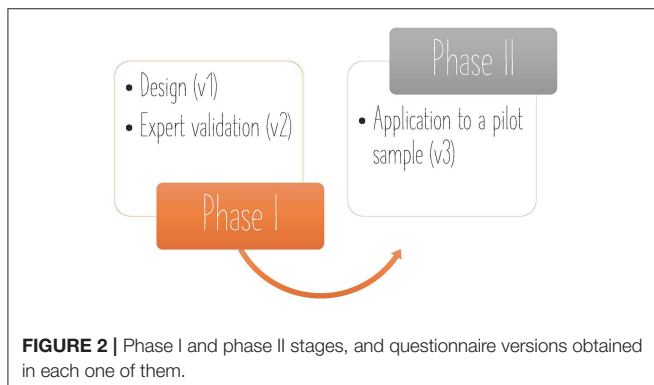 • Design (v1)
• Expert validation (v2)
Phase I
Phase II
• Application to a pilot
sample (v3)
FIGURE 2 | Phase I and phase II stages, and questionnaire versions obtained
in each one of them.